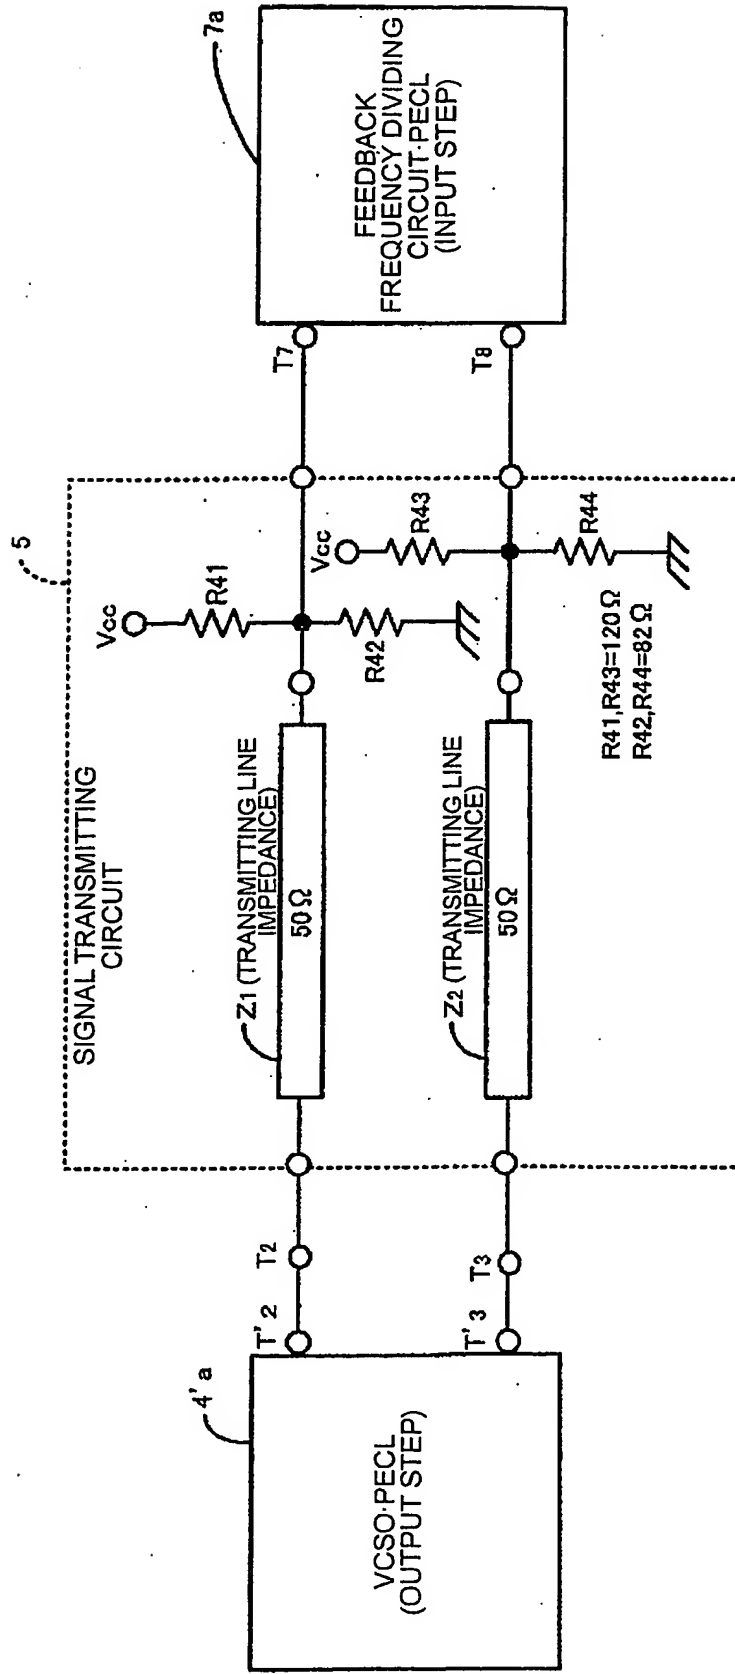 4'a
VCSO·PECL
(OUTPUT STEP)
T'2
T2
T'3
T3
5
SIGNAL TRANSMITTING
CIRCUIT
Z1 (TRANSMITTING LINE
IMPEDANCE)
50Ω
Z2 (TRANSMITTING LINE
IMPEDANCE)
50Ω
Vcc
R41
R42
Vcc
R43
R44
R41,R43=120Ω
R42,R44=82Ω
T7
T8
7a
FEEDBACK
FREQUENCY DIVIDING
CIRCUIT·PECL
(INPUT STEP)